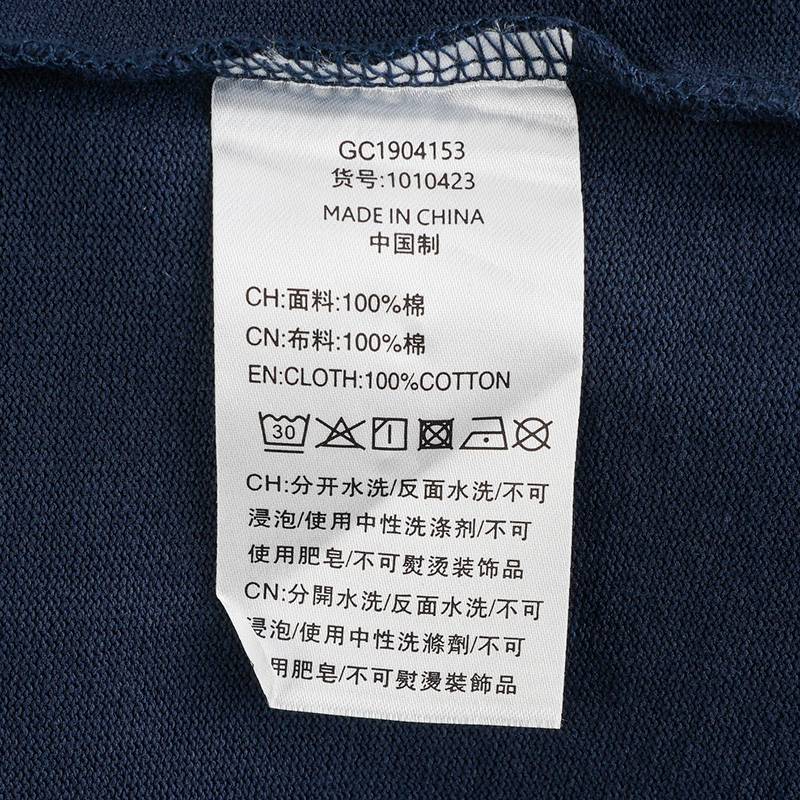 GC1904153
货号:1010423
MADE IN CHINA
中国制
CH:面料:100%棉
CN:布料:100%棉
EN:CLOTH:100%COTTON
30
CH:分开水洗/反面水洗/不可
浸泡/使用中性洗涤剂/不可
使用肥皂/不可熨烫装饰品
CN:分開水洗/反面水洗/不可
浸泡/使用中性洗滌劑/不可
用肥皂/不可熨燙裝飾品